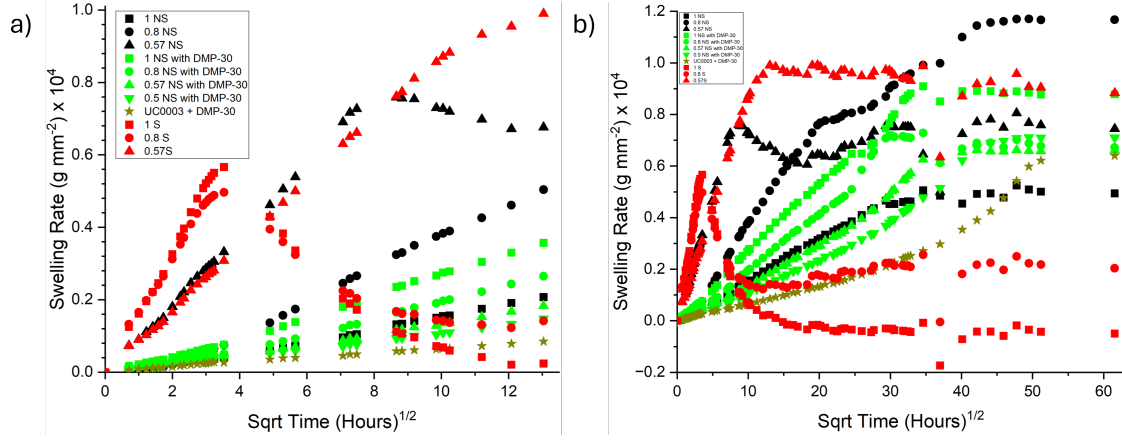 a)
Swelling Rate (g mm⁻²) x 10⁴
1.0
0.8
0.6
0.4
0.2
0.0
1 NS
0.8 NS
0.57 NS
1 NS with DMP-30
0.8 NS with DMP-30
0.57 NS with DMP-30
0.5 NS with DMP-30
UC0003 + DMP-30
1 S
0.8 S
0.57S
0 2 4 6 8 10 12
Sqrt Time (Hours)^1/2
b)
Swelling Rate (g mm⁻²) x 10⁴
1.2
1.0
0.8
0.6
0.4
0.2
0.0
−0.2
1 NS
0.8 NS
0.57 NS
1 NS with DMP-30
0.8 NS with DMP-30
0.57 NS with DMP-30
0.5 NS with DMP-30
UC0003 + DMP-30
1 S
0.8 S
0.57S
0 10 20 30 40 50 60
Sqrt Time (Hours)^1/2